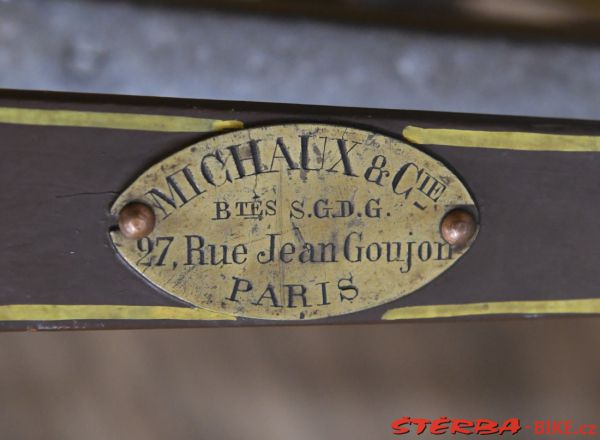 MICHAUX & CIE
BTÉS S.G.D.G.
27, Rue Jean Goujon
PARIS
ŠTĚRBA-BIKE.cz